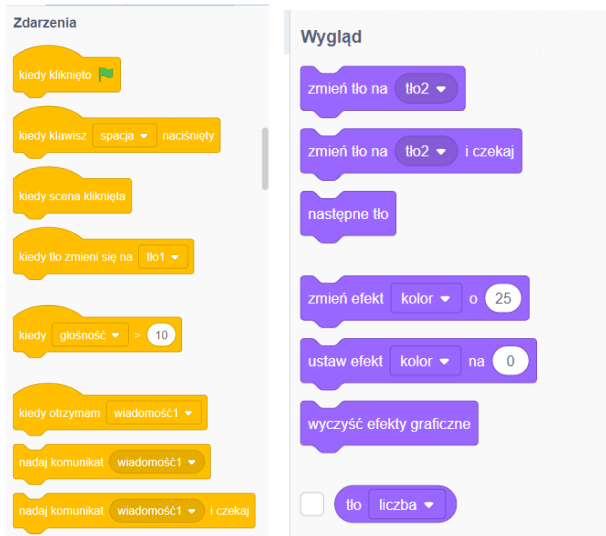 Zdarzenia
kiedy kliknięto
kiedy klawisz spacja naciśnięty
kiedy scena kliknięta
kiedy tło zmieni się na tło1
kiedy głośność > 10
kiedy otrzymam wiadomość1
nadaj komunikat wiadomość1
nadaj komunikat wiadomość1 i czekaj
Wygląd
zmień tło na tło2
zmień tło na tło2 i czekaj
następne tło
zmień efekt kolor o 25
ustaw efekt kolor na 0
wyczyść efekty graficzne
tło liczba